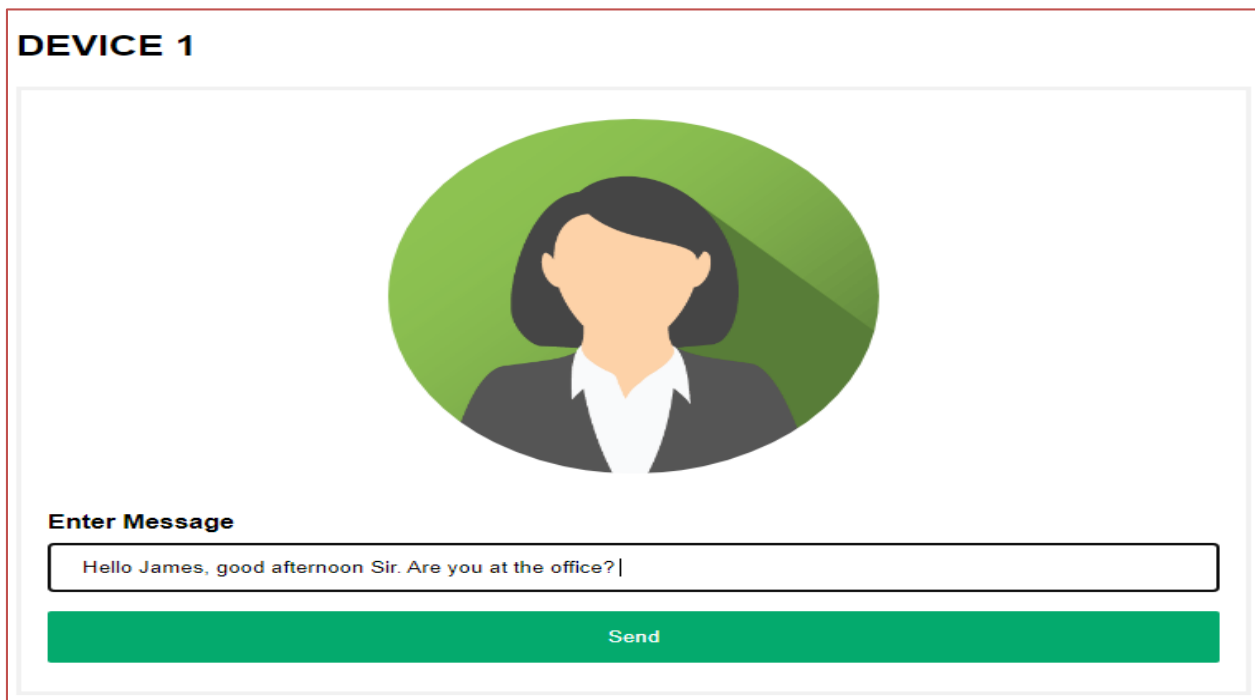 DEVICE 1
Enter Message
Hello James, good afternoon Sir. Are you at the office?
Send